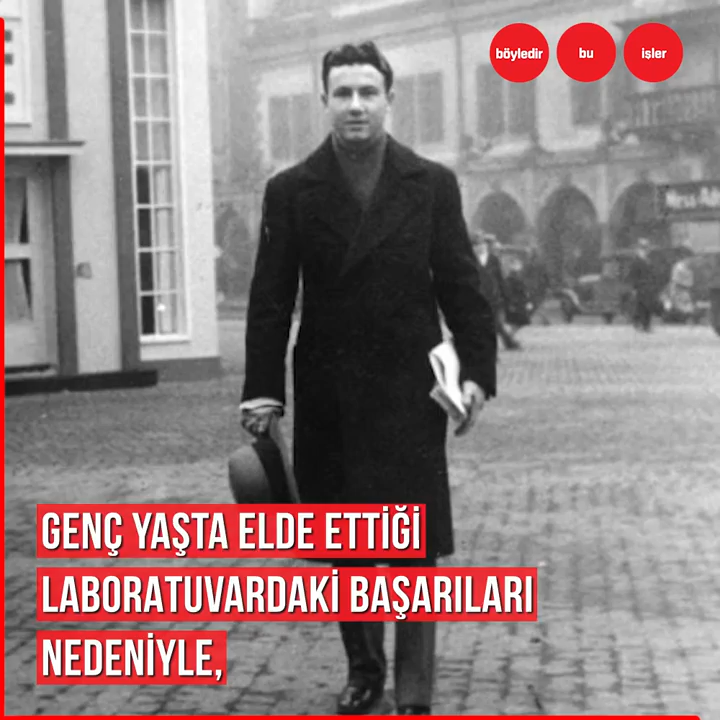 böyledir bu işler
GENÇ YAŞTA ELDE ETTİĞİ
LABORATUVARDAKİ BAŞARILARI
NEDENİYLE,